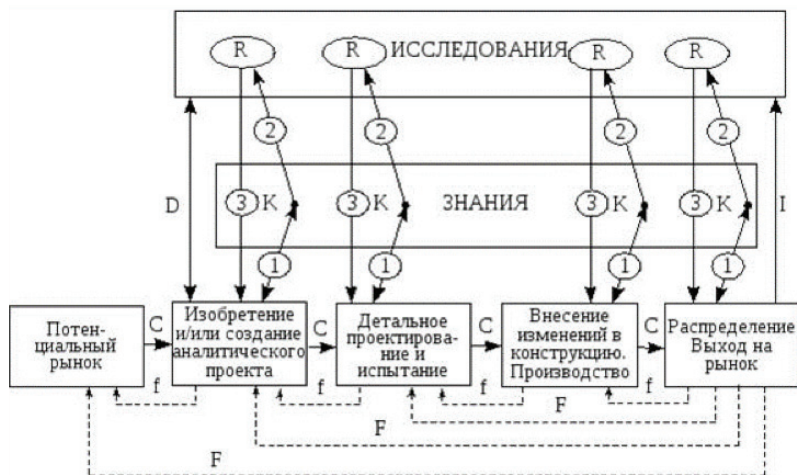 R R ИССЛЕДОВАНИЯ R R
2 2 2 2
D 3 K 3 K ЗНАНИЯ 3 K 3 K I
1 1 1 1
Потен-
циальный
рынок
C
f
Изобретение
и/или создание
аналитического
проекта
C
f
Детальное
проектирова-
ние и
испытание
C
f
Внесение
изменений в
конструкцию.
Производство
C
f
Распределение
Выход на
рынок
F
F
F